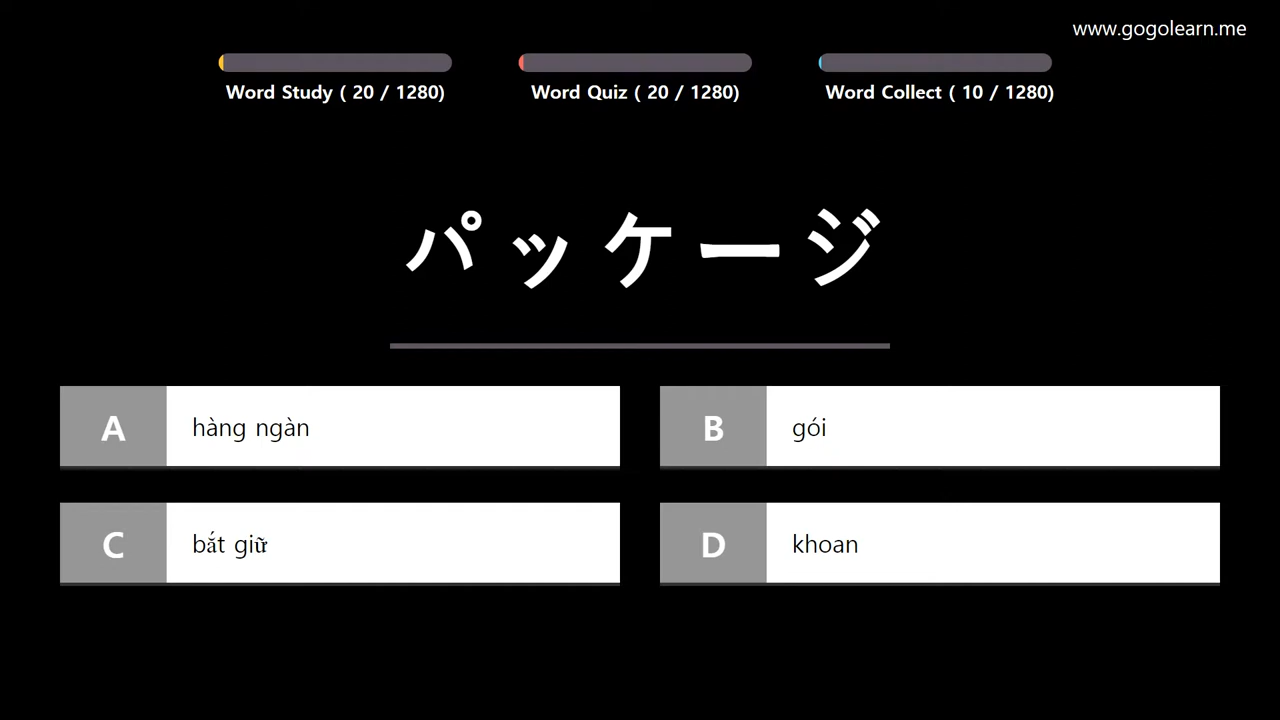 www.gogolearn.me
Word Study ( 20 / 1280)
Word Quiz ( 20 / 1280)
Word Collect ( 10 / 1280)
パッケージ
A hàng ngàn
B gói
C bắt giữ
D khoan